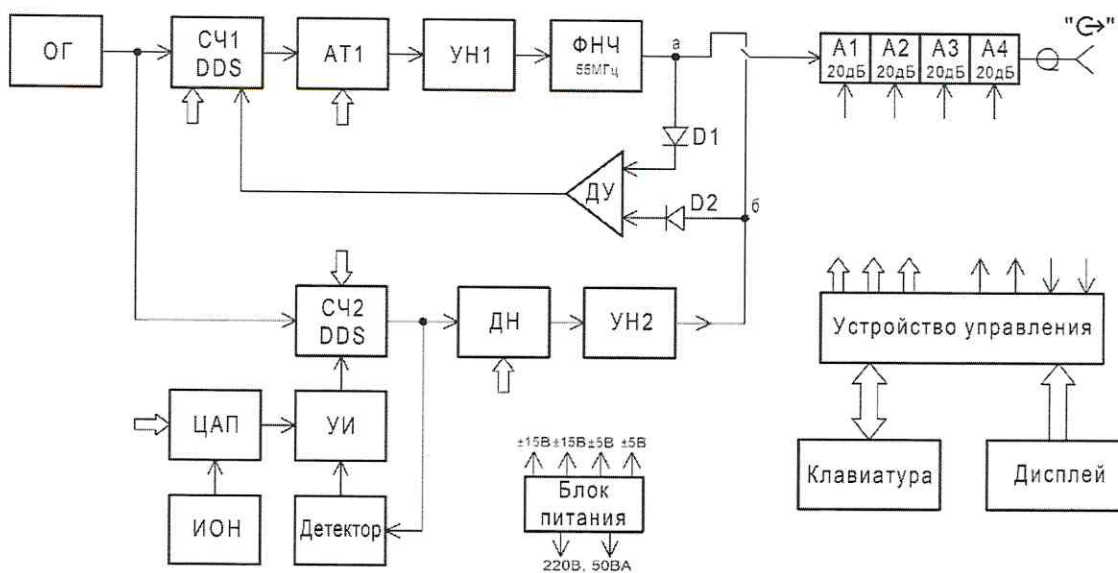 ОГ
СЧ1
DDS
АТ1
УН1
ФНЧ
55МГц
а
А1
20дБ
А2
20дБ
А3
20дБ
А4
20дБ
"G→"
D1
ДУ
D2
б
СЧ2
DDS
ДН
УН2
Устройство управления
ЦАП
УИ
±15В ±15В ±5В ±5В
Клавиатура
Дисплей
ИОН
Детектор
Блок
питания
220В, 50ВА